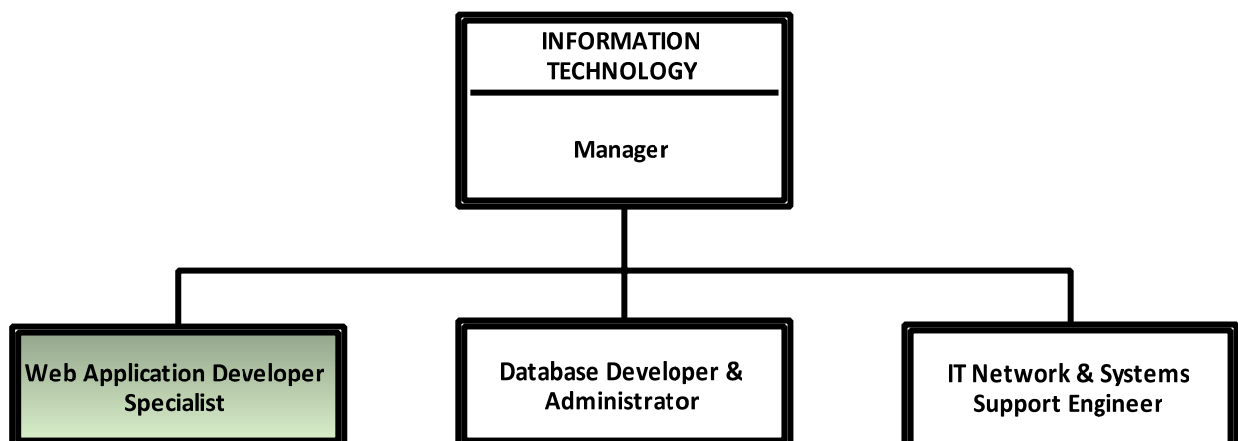 INFORMATION
TECHNOLOGY
Manager
Web Application Developer
Specialist
Database Developer &
Administrator
IT Network & Systems
Support Engineer